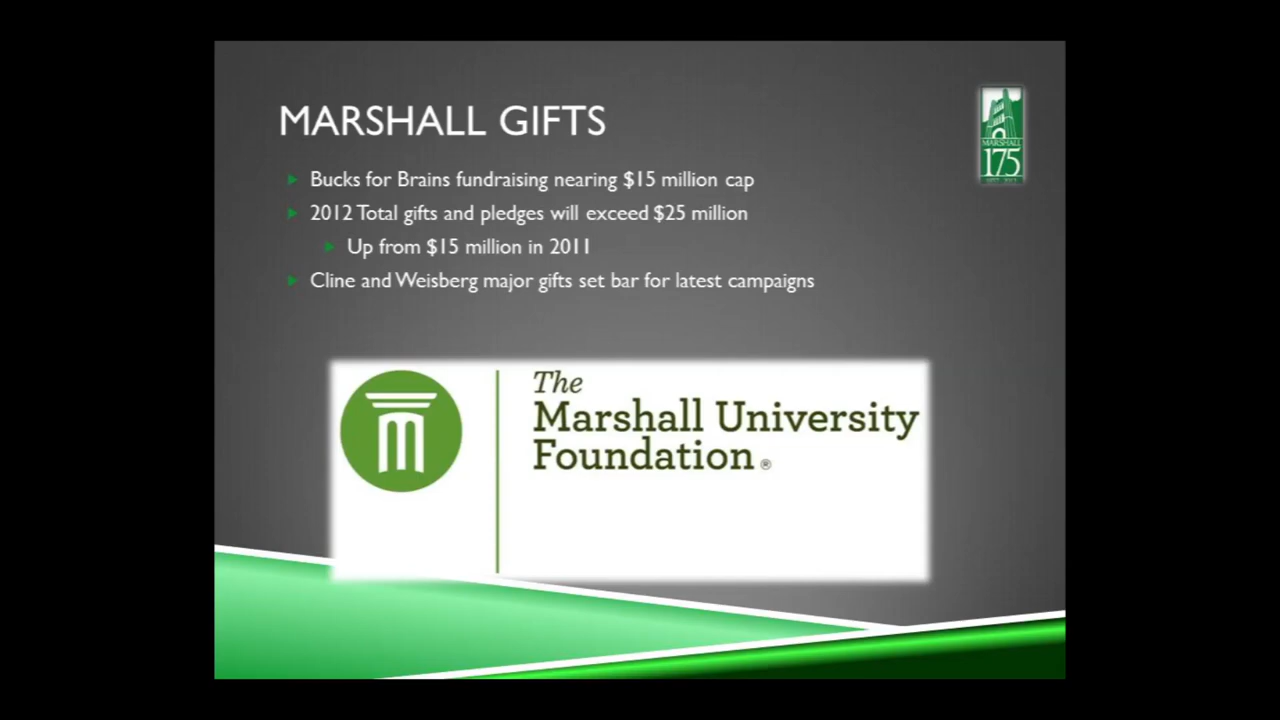 MARSHALL GIFTS
Bucks for Brains fundraising nearing $15 million cap
2012 Total gifts and pledges will exceed $25 million
Up from $15 million in 2011
Cline and Weisberg major gifts set bar for latest campaigns
MARSHALL
175
The
Marshall University
Foundation®